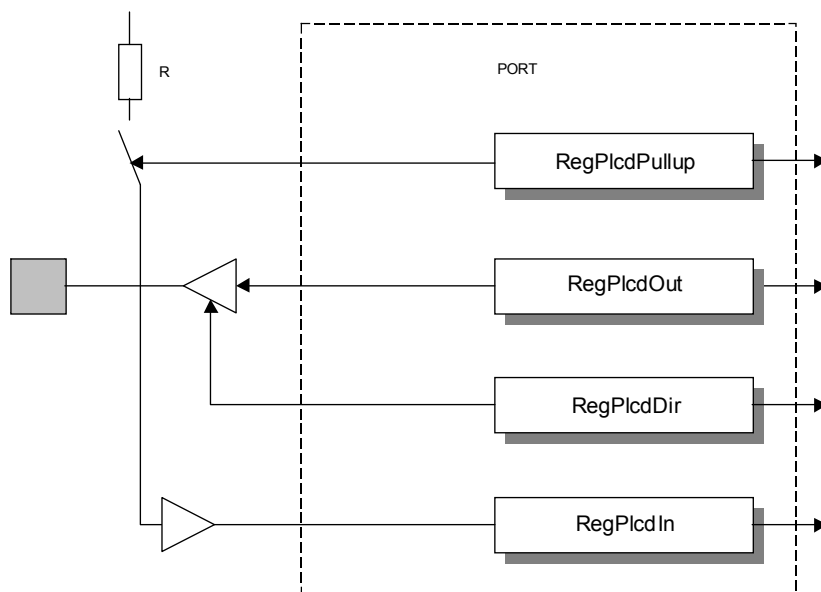 R
PORT
RegPlcdPullup
RegPlcdOut
RegPlcdDir
RegPlcdIn